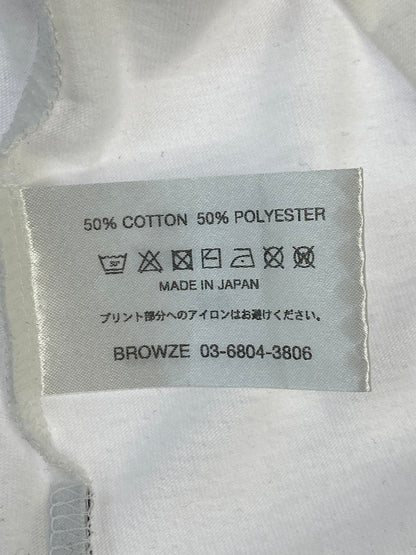 50% COTTON 50% POLYESTER
30°
W
MADE IN JAPAN
プリント部分へのアイロンはお避けください。
BROWZE 03-6804-3806